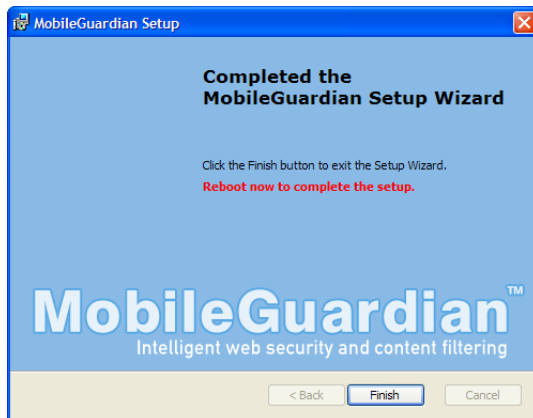 MobileGuardian Setup
Completed the
MobileGuardian Setup Wizard
Click the Finish button to exit the Setup Wizard.
Reboot now to complete the setup.
MobileGuardian™
Intelligent web security and content filtering
< Back Finish Cancel